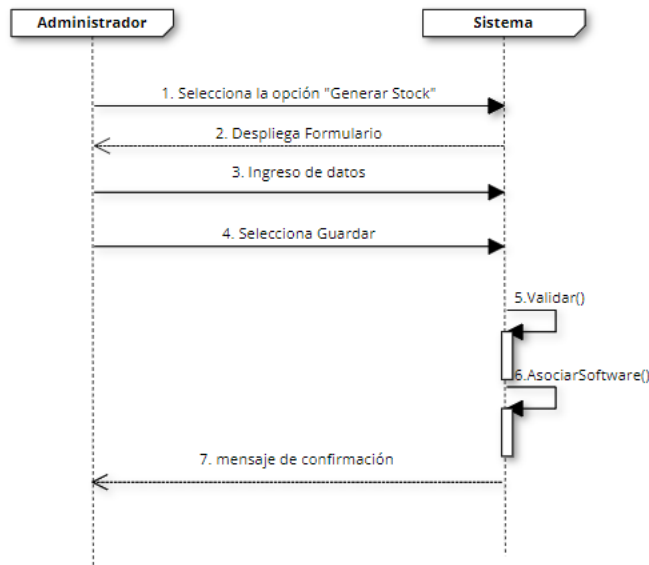 Administrador
Sistema
1. Selecciona la opción "Generar Stock"
2. Despliega Formulario
3. Ingreso de datos
4. Selecciona Guardar
5.Validar()
6.AsociarSoftware()
7. mensaje de confirmación